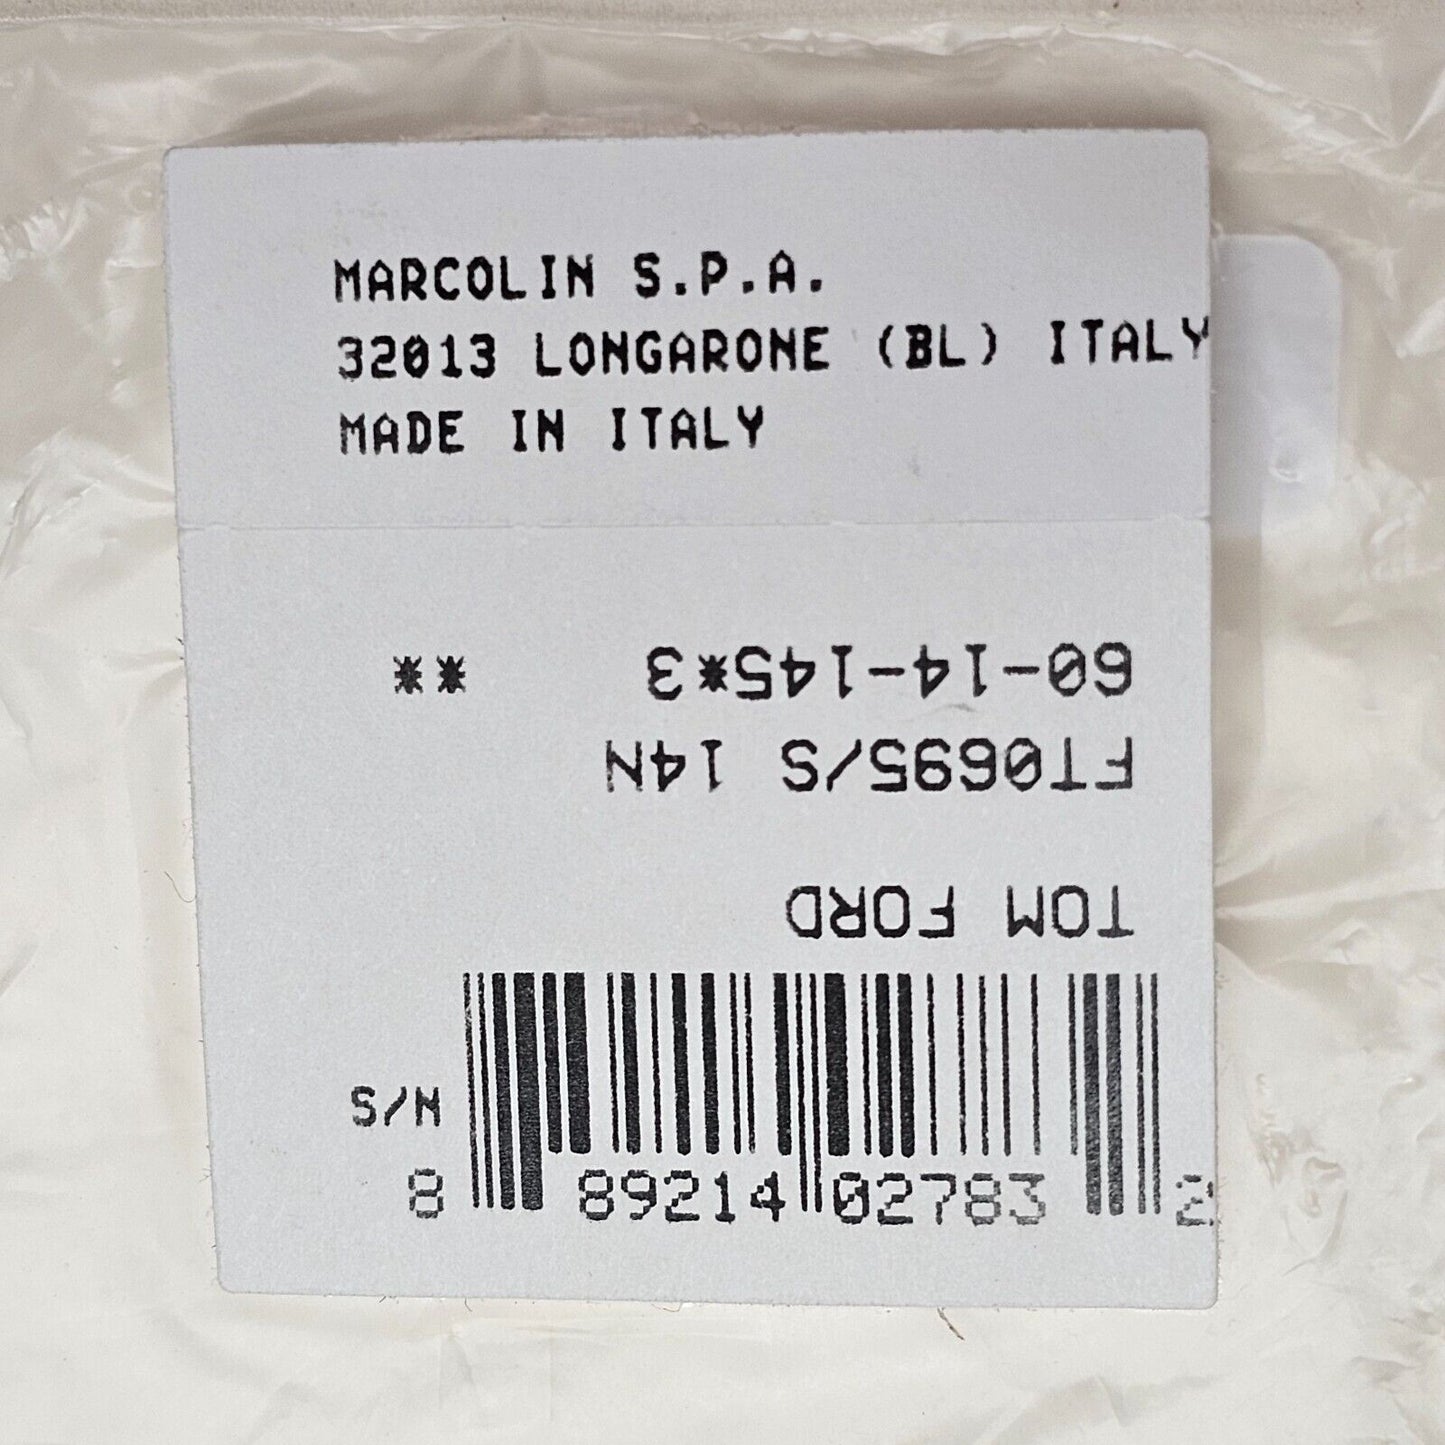 MARCOLIN S.P.A.
32013 LONGARONE (BL) ITALY
MADE IN ITALY
TOM FORD
FT0695/S 14N
60-14-145*3 **
S/N
8 89214 02783 2